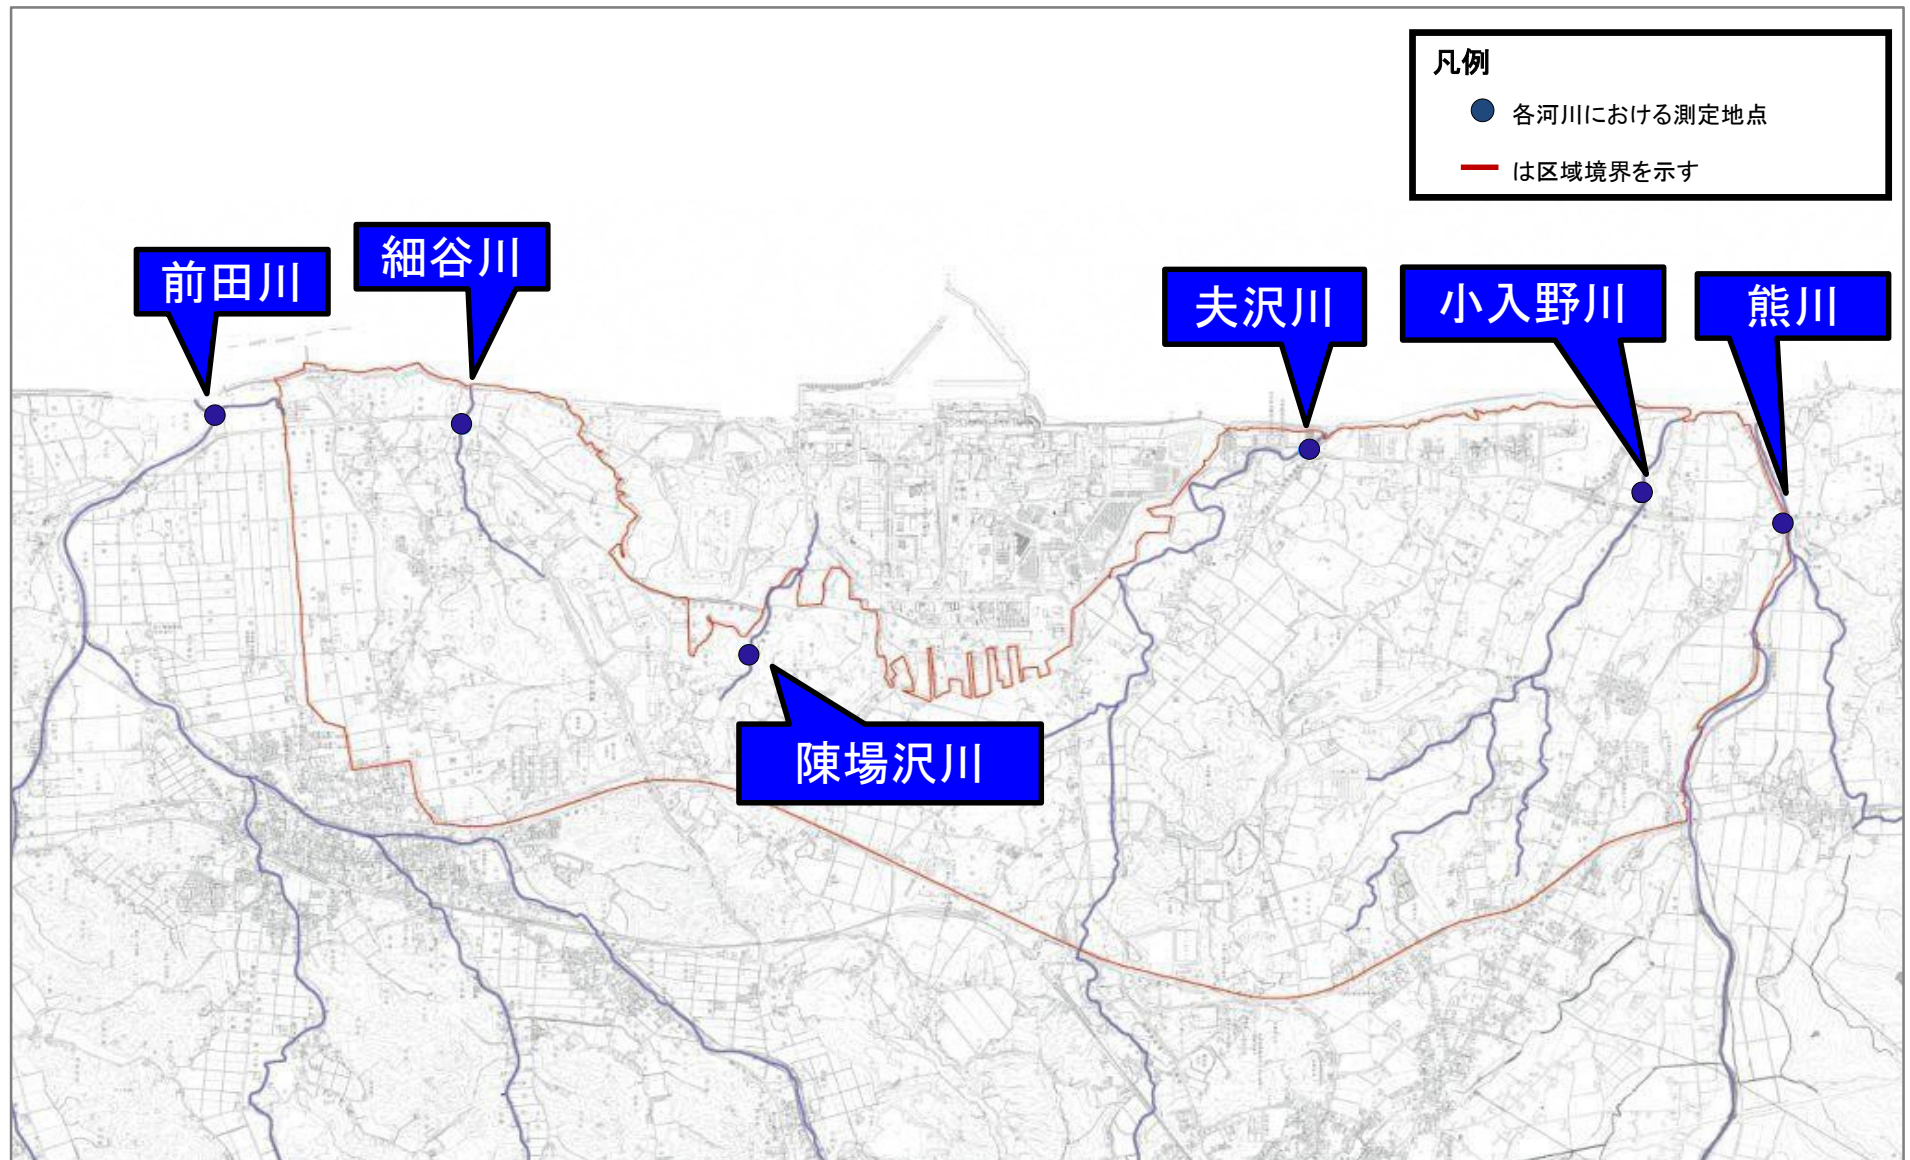 凡例
各河川における測定地点
は区域境界を示す
前田川
細谷川
夫沢川
小入野川
熊川
陳場沢川